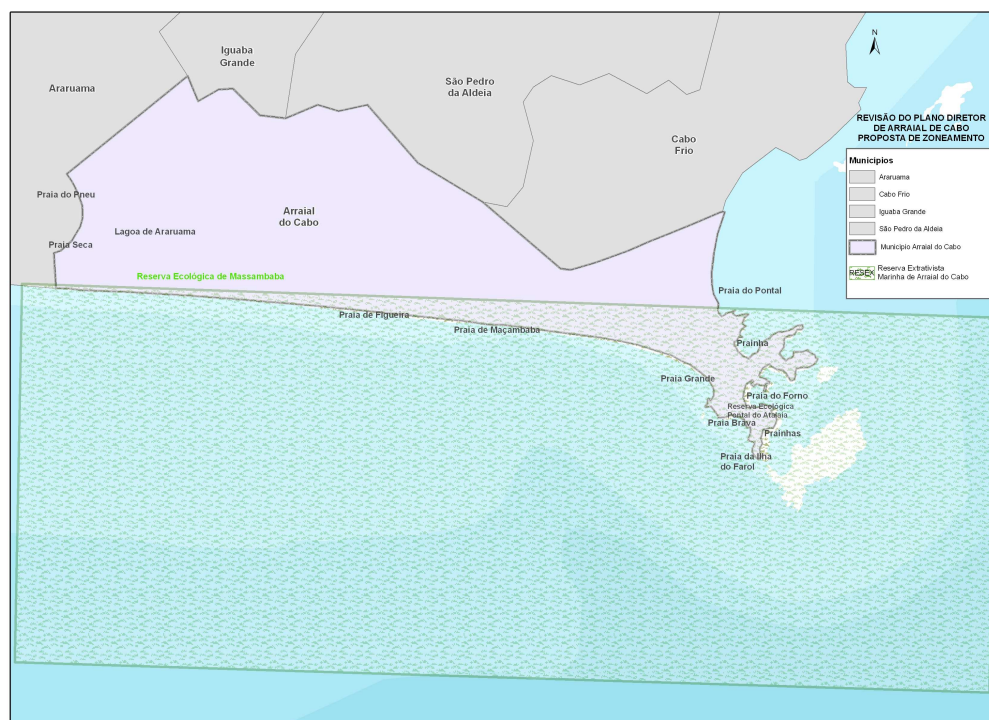 Iguaba
Grande
Araruama
São Pedro
da Aldeia
Cabo
Frio
N
REVISÃO DO PLANO DIRETOR
DE ARRAIAL DE CABO
PROPOSTA DE ZONEAMENTO
Municípios
Araruama
Cabo Frio
Iguaba Grande
São Pedro da Aldeia
Município Arraial do Cabo
RESEX
Reserva Extrativista
Marinha de Arraial do Cabo
Praia do Pneu
Arraial
do Cabo
Lagoa de Araruama
Praia Seca
Reserva Ecológica de Massambaba
Praia do Pontal
Praia de Figueira
Praia de Maçambaba
Prainha
Praia Grande
Praia do Forno
Reserva Ecológica
Pontal do Atalaia
Praia Brava
Prainhas
Praia da Ilha
do Farol